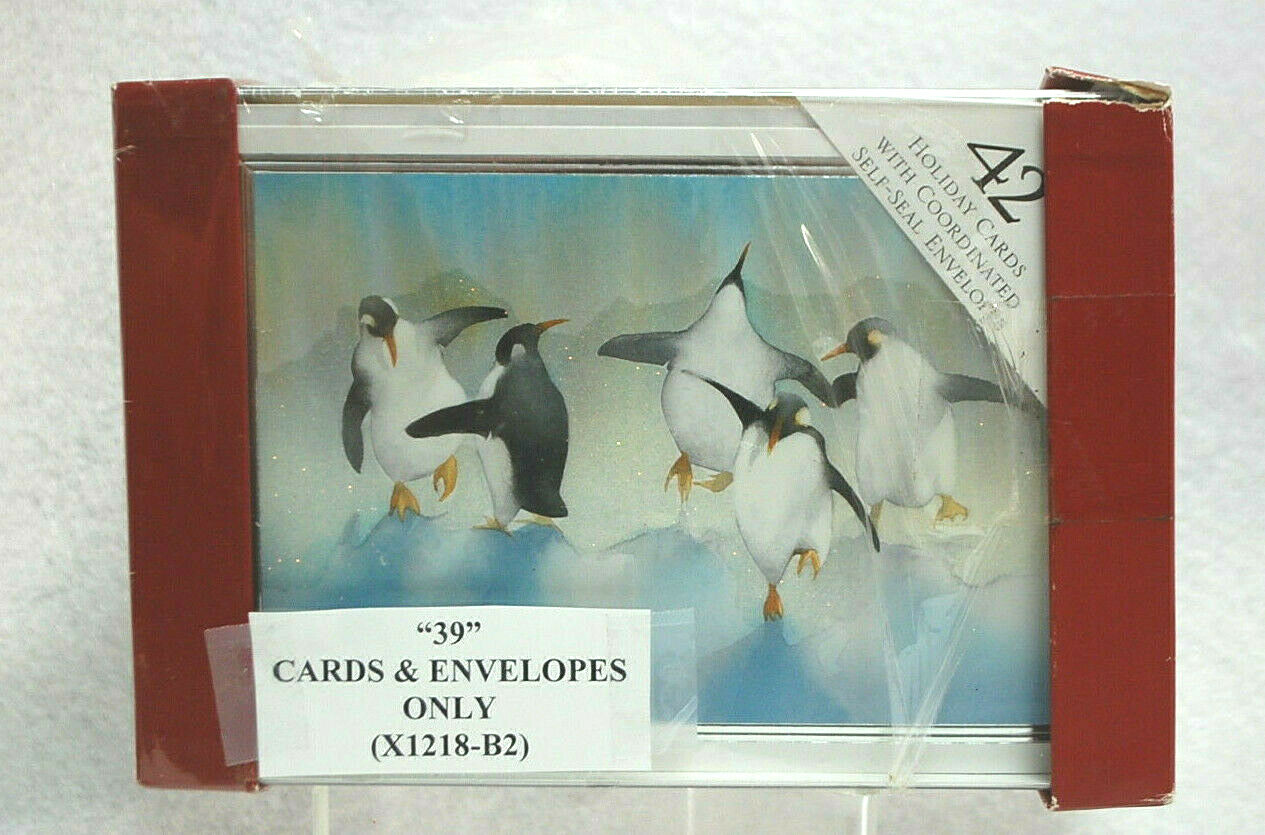 42
HOLIDAY CARDS
WITH COORDINATED
SELF-SEAL ENVELOPES
“39”
CARDS & ENVELOPES
ONLY
(X1218-B2)